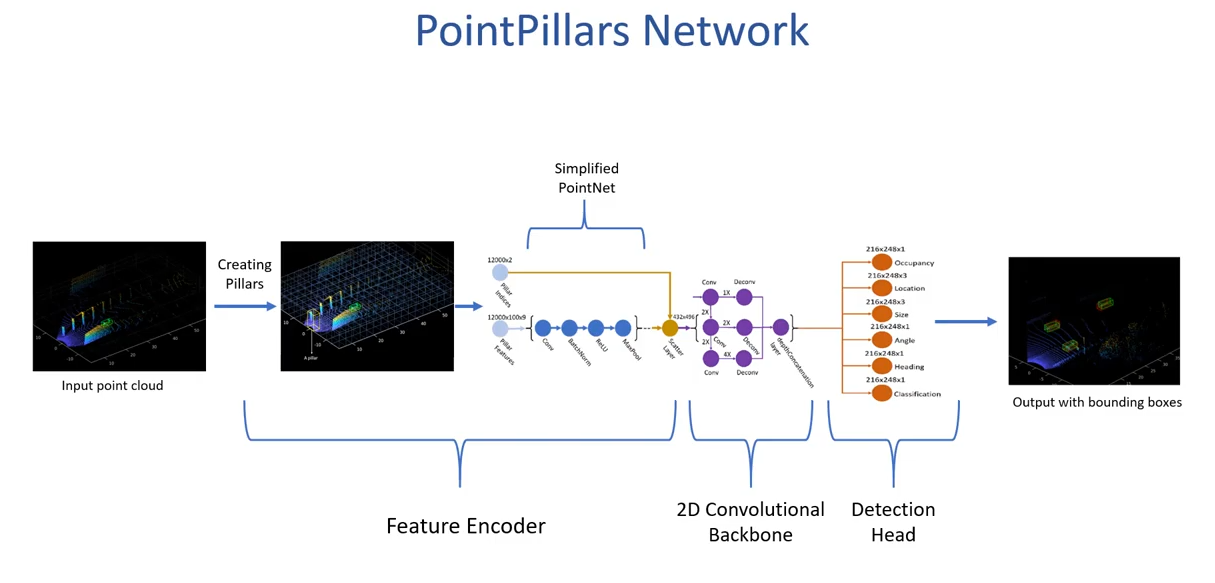 PointPillars Network
Simplified
PointNet
Creating
Pillars
Input point cloud
A pillar
12000x2
Pillar
Indices
12000x100x9
Pillar
Features
Conv
BatchNorm
ReLU
MaxPool
Scatter
Layer
432x496
Conv
Deconv
1X
2X
2X
Conv
Deconv
2X
4X
Conv
Deconv
depthConcatenation
layer
216x248x1
Occupancy
216x248x3
Location
216x248x3
Size
216x248x1
Angle
216x248x1
Heading
216x248x1
Classification
Output with bounding boxes
Feature Encoder
2D Convolutional
Backbone
Detection
Head